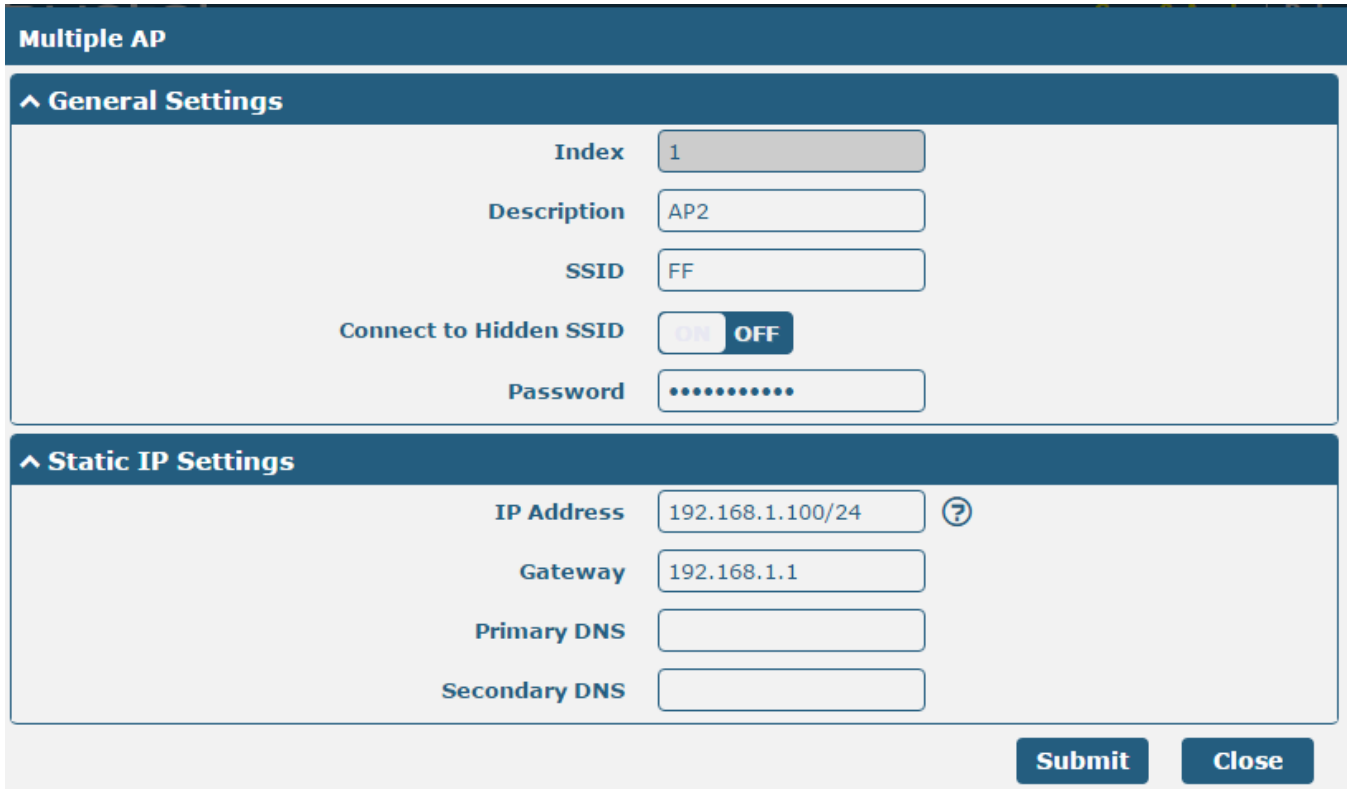 Multiple AP
General Settings
Index 1
Description AP2
SSID FF
Connect to Hidden SSID ON OFF
Password •••••••••••
Static IP Settings
IP Address 192.168.1.100/24 ?
Gateway 192.168.1.1
Primary DNS
Secondary DNS
Submit Close